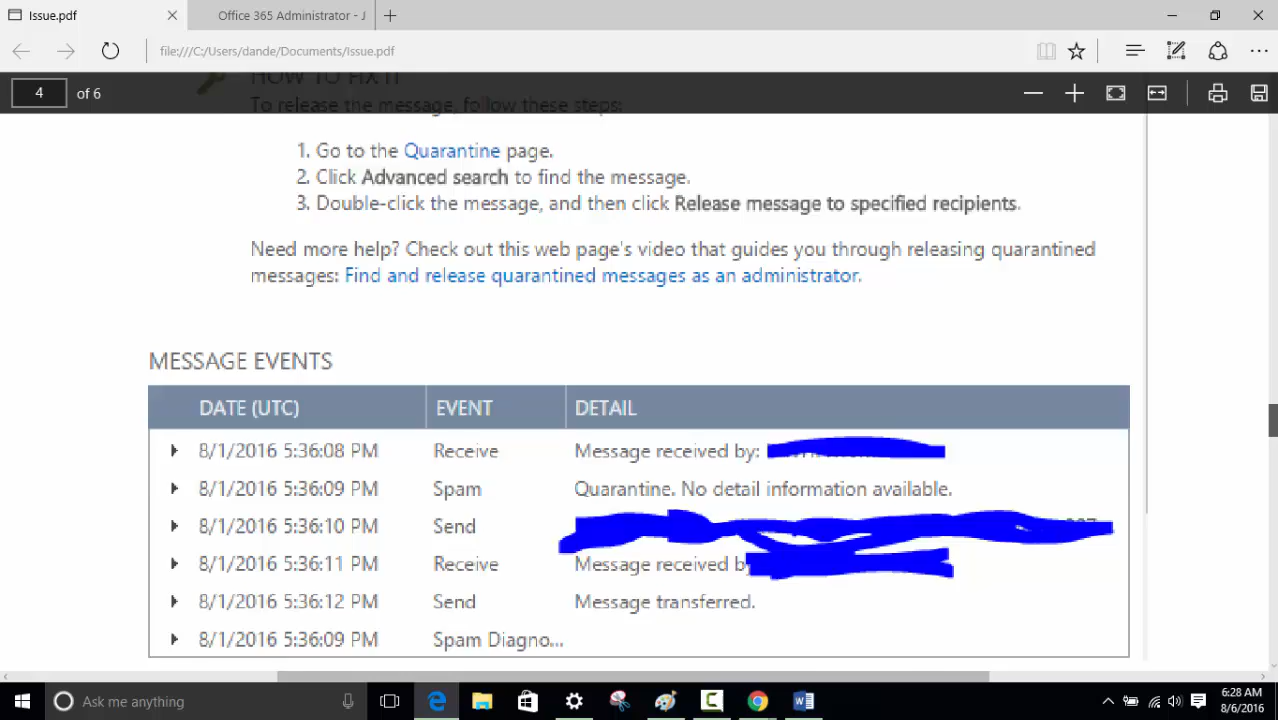 Issue.pdf
Office 365 Administrator - J
file:///C:/Users/dande/Documents/Issue.pdf
4 of 6
HOW TO FIX IT
To release the message, follow these steps:
1. Go to the Quarantine page.
2. Click Advanced search to find the message.
3. Double-click the message, and then click Release message to specified recipients.
Need more help? Check out this web page's video that guides you through releasing quarantined
messages: Find and release quarantined messages as an administrator.
MESSAGE EVENTS
DATE (UTC) EVENT DETAIL
8/1/2016 5:36:08 PM Receive Message received by:
8/1/2016 5:36:09 PM Spam Quarantine. No detail information available.
8/1/2016 5:36:10 PM Send
8/1/2016 5:36:11 PM Receive Message received by
8/1/2016 5:36:12 PM Send Message transferred.
8/1/2016 5:36:09 PM Spam Diagno...
Ask me anything
6:28 AM
8/6/2016